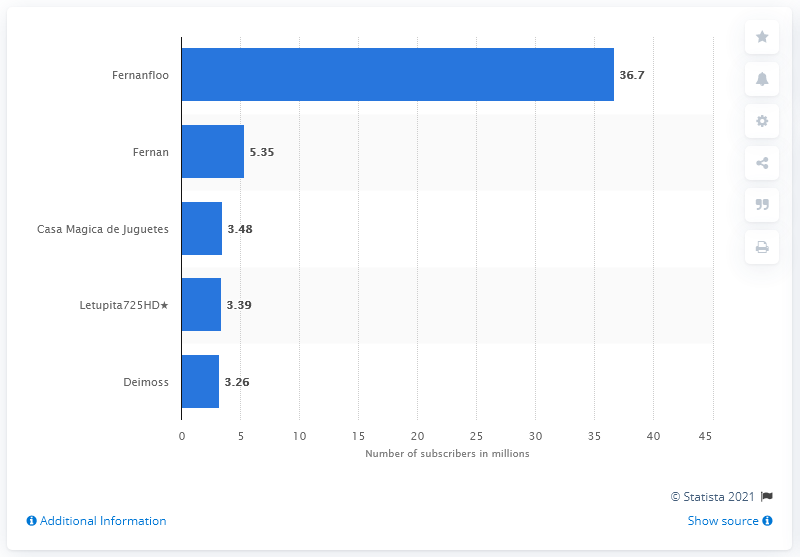 Fernanfloo
36.7
Fernan
5.35
Casa Magica de Juguetes
3.48
Letupita725HD★
3.39
Deimoss
3.26
0 5 10 15 20 25 30 35 40 45
Number of subscribers in millions
© Statista 2021
Additional Information
Show source